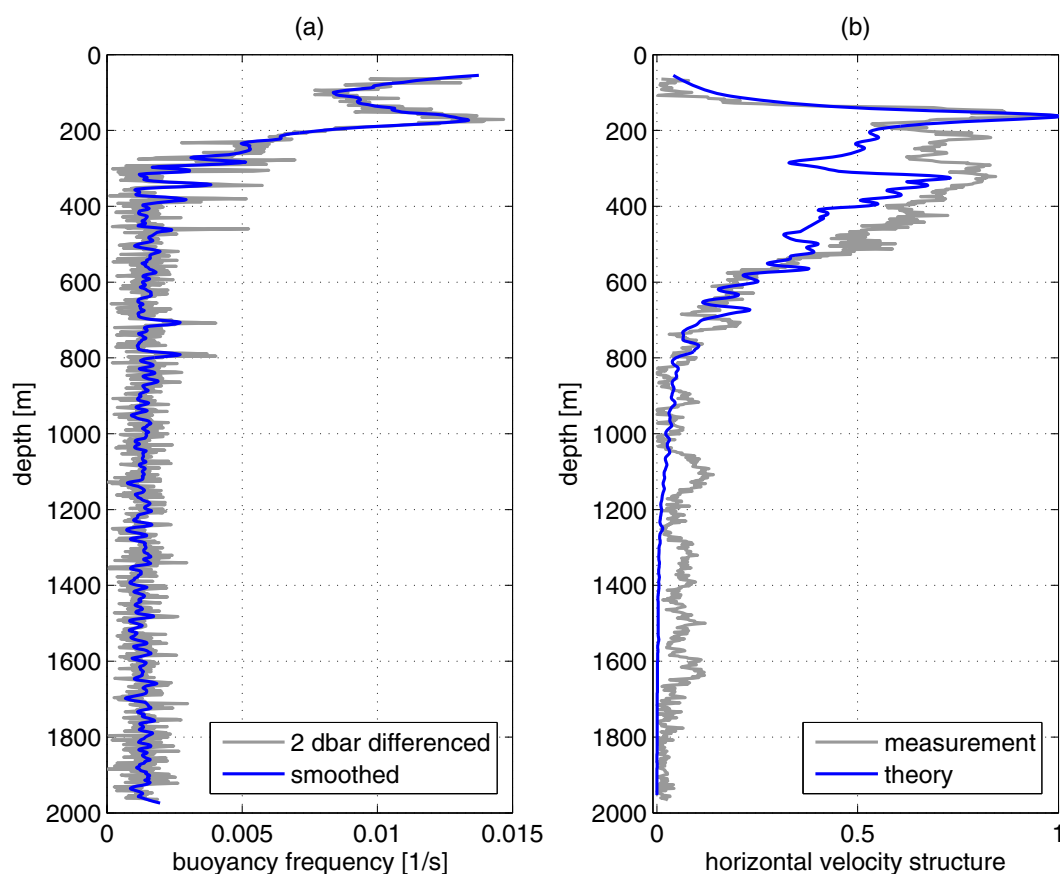 (a)
0
200
400
600
800
1000
1200
1400
1600
1800
2000
depth [m]
0
0.005
0.01
0.015
buoyancy frequency [1/s]
2 dbar differenced
smoothed
(b)
0
200
400
600
800
1000
1200
1400
1600
1800
2000
depth [m]
0
0.5
1
horizontal velocity structure
measurement
theory